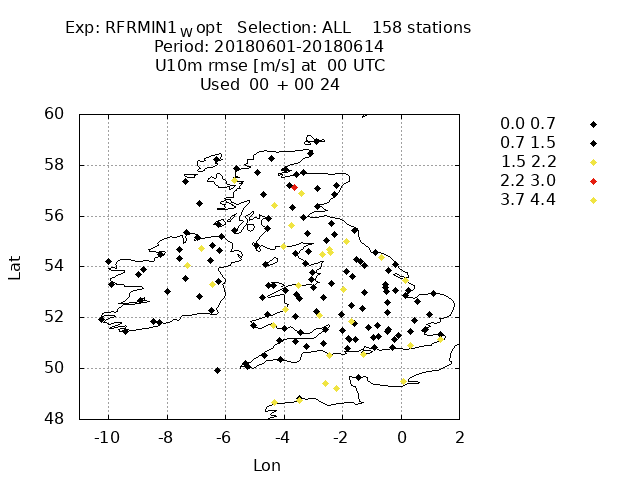 Exp: RFRMIN1_W opt Selection: ALL 158 stations
Period: 20180601-20180614
U10m rmse [m/s] at 00 UTC
Used 00 + 00 24
60
58
56
54
52
50
48
Lat
-10 -8 -6 -4 -2 0 2
Lon
0.0 0.7
0.7 1.5
1.5 2.2
2.2 3.0
3.7 4.4